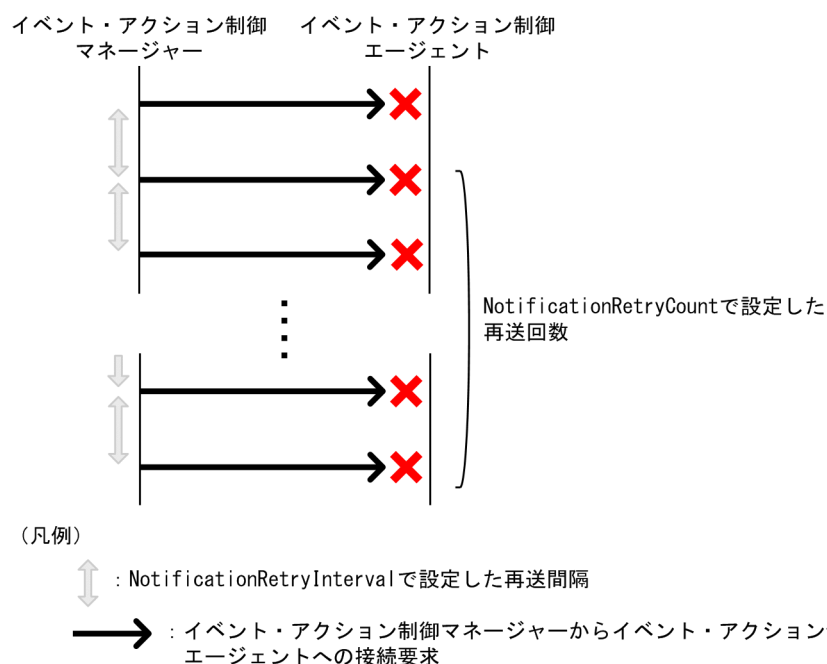 イベント・アクション制御
マネージャー
イベント・アクション制御
エージェント
NotificationRetryCountで設定した
再送回数
（凡例）
：NotificationRetryIntervalで設定した再送間隔
：イベント・アクション制御マネージャーからイベント・アクション
エージェントへの接続要求